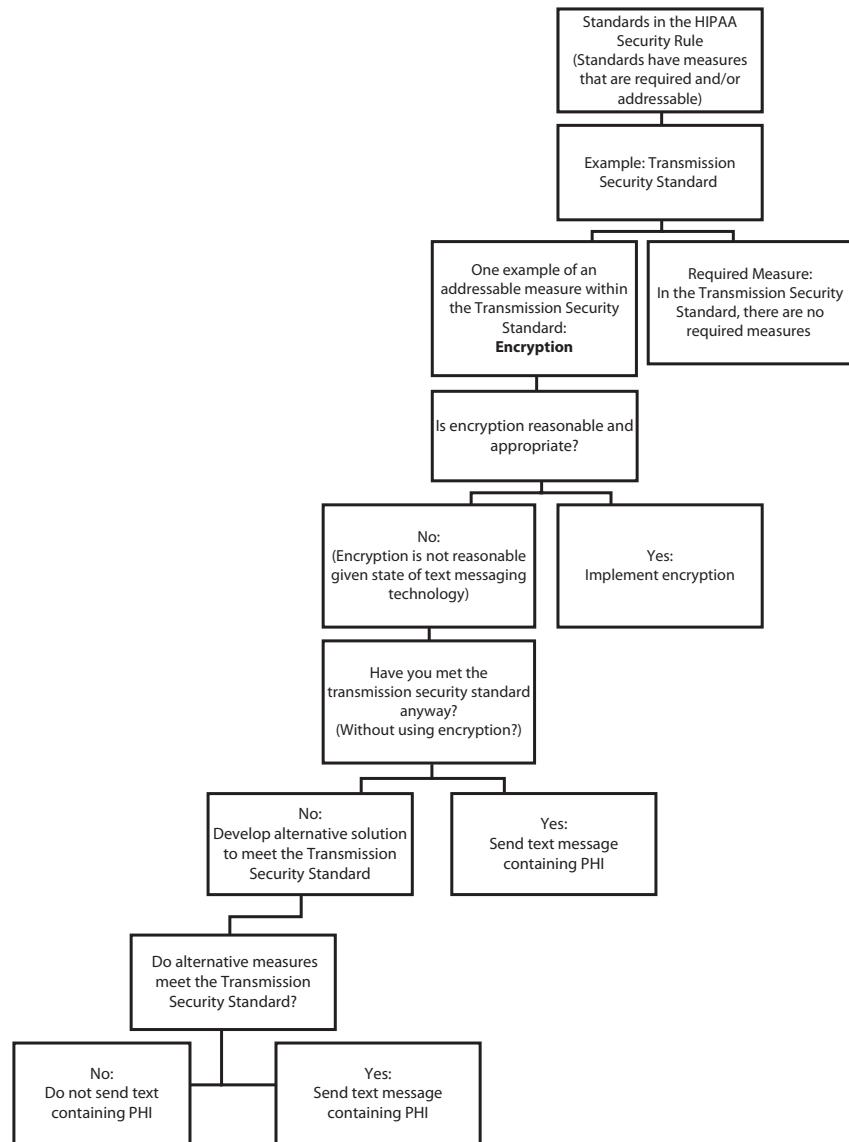 Standards in the HIPAA
Security Rule
(Standards have measures
that are required and/or
addressable)
Example: Transmission
Security Standard
One example of an
addressable measure within
the Transmission Security
Standard:
Encryption
Required Measure:
In the Transmission Security
Standard, there are no
required measures
Is encryption reasonable and
appropriate?
No:
(Encryption is not reasonable
given state of text messaging
technology)
Yes:
Implement encryption
Have you met the
transmission security standard
anyway?
(Without using encryption?)
No:
Develop alternative solution
to meet the Transmission
Security Standard
Yes:
Send text message
containing PHI
Do alternative measures
meet the Transmission
Security Standard?
No:
Do not send text
containing PHI
Yes:
Send text message
containing PHI